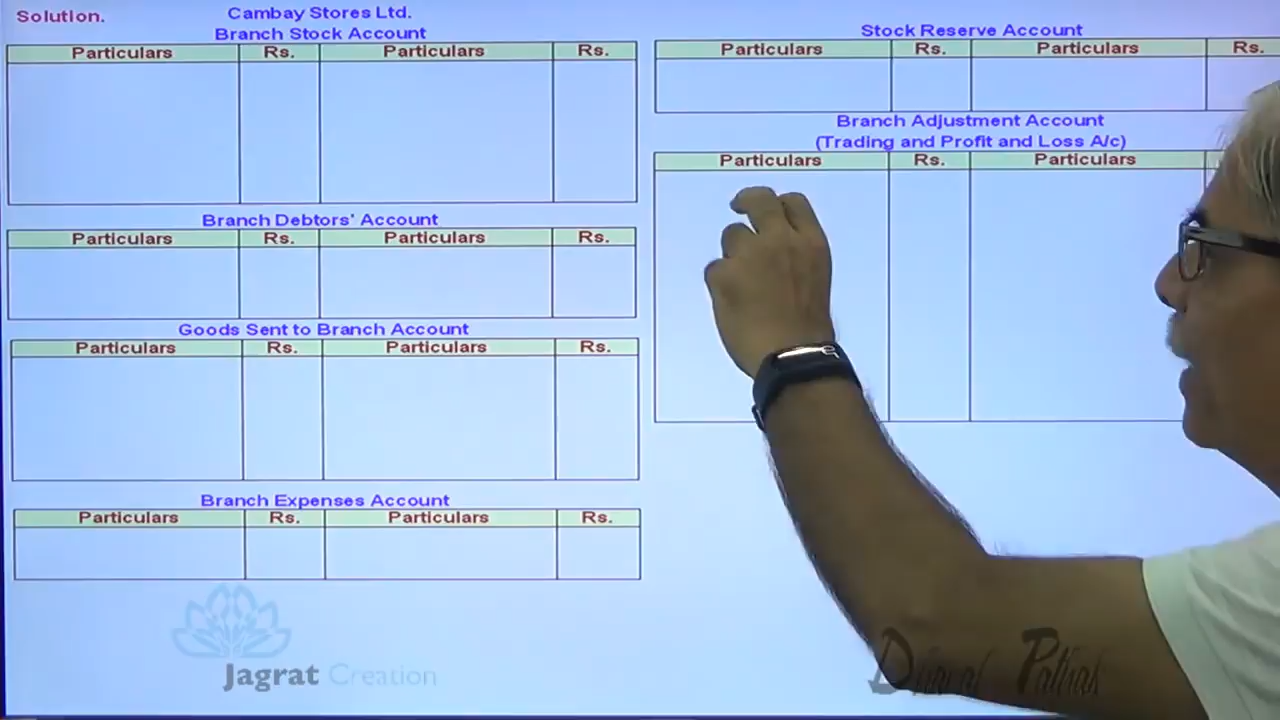 Solution.
Cambay Stores Ltd.
Branch Stock Account
Particulars Rs. Particulars Rs.
Branch Debtors' Account
Particulars Rs. Particulars Rs.
Goods Sent to Branch Account
Particulars Rs. Particulars Rs.
Branch Expenses Account
Particulars Rs. Particulars Rs.
Stock Reserve Account
Particulars Rs. Particulars Rs.
Branch Adjustment Account
(Trading and Profit and Loss A/c)
Particulars Rs. Particulars
Jagrat Creation